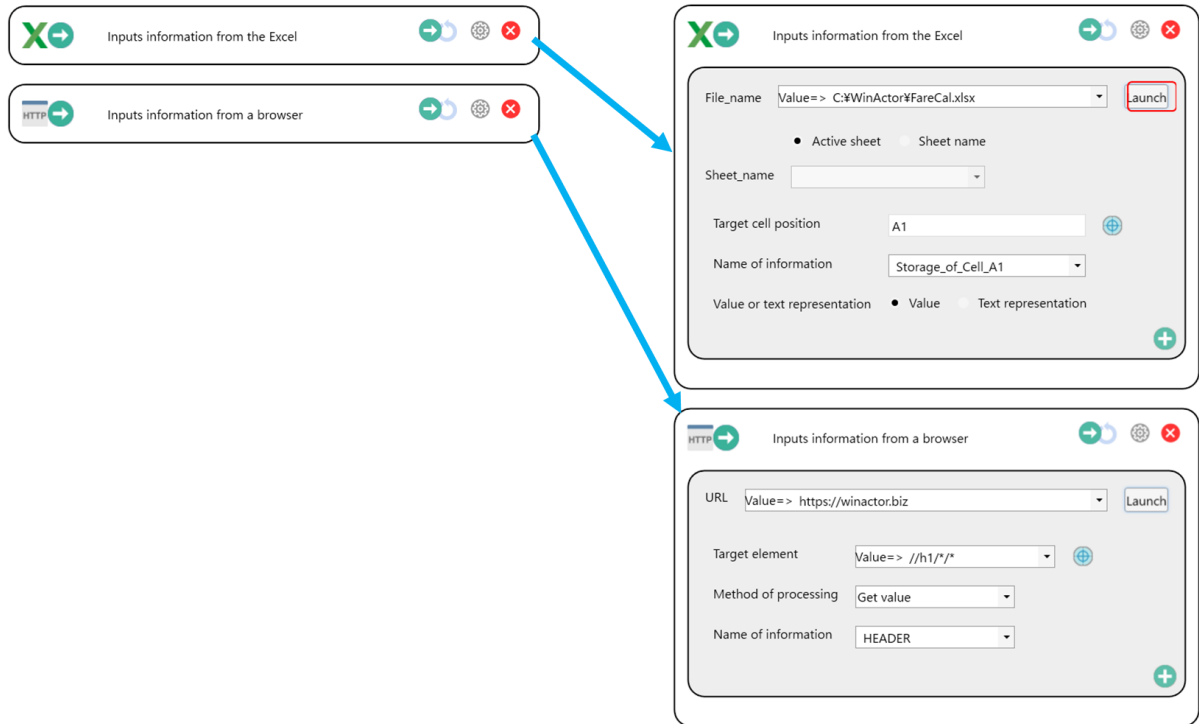 Inputs information from the Excel
HTTP Inputs information from a browser
Inputs information from the Excel
File_name Value=> C:¥WinActor¥FareCal.xlsx Launch
Active sheet Sheet name
Sheet_name
Target cell position A1
Name of information Storage_of_Cell_A1
Value or text representation Value Text representation
HTTP Inputs information from a browser
URL Value=> https://winactor.biz Launch
Target element Value=> //h1/*/*
Method of processing Get value
Name of information HEADER